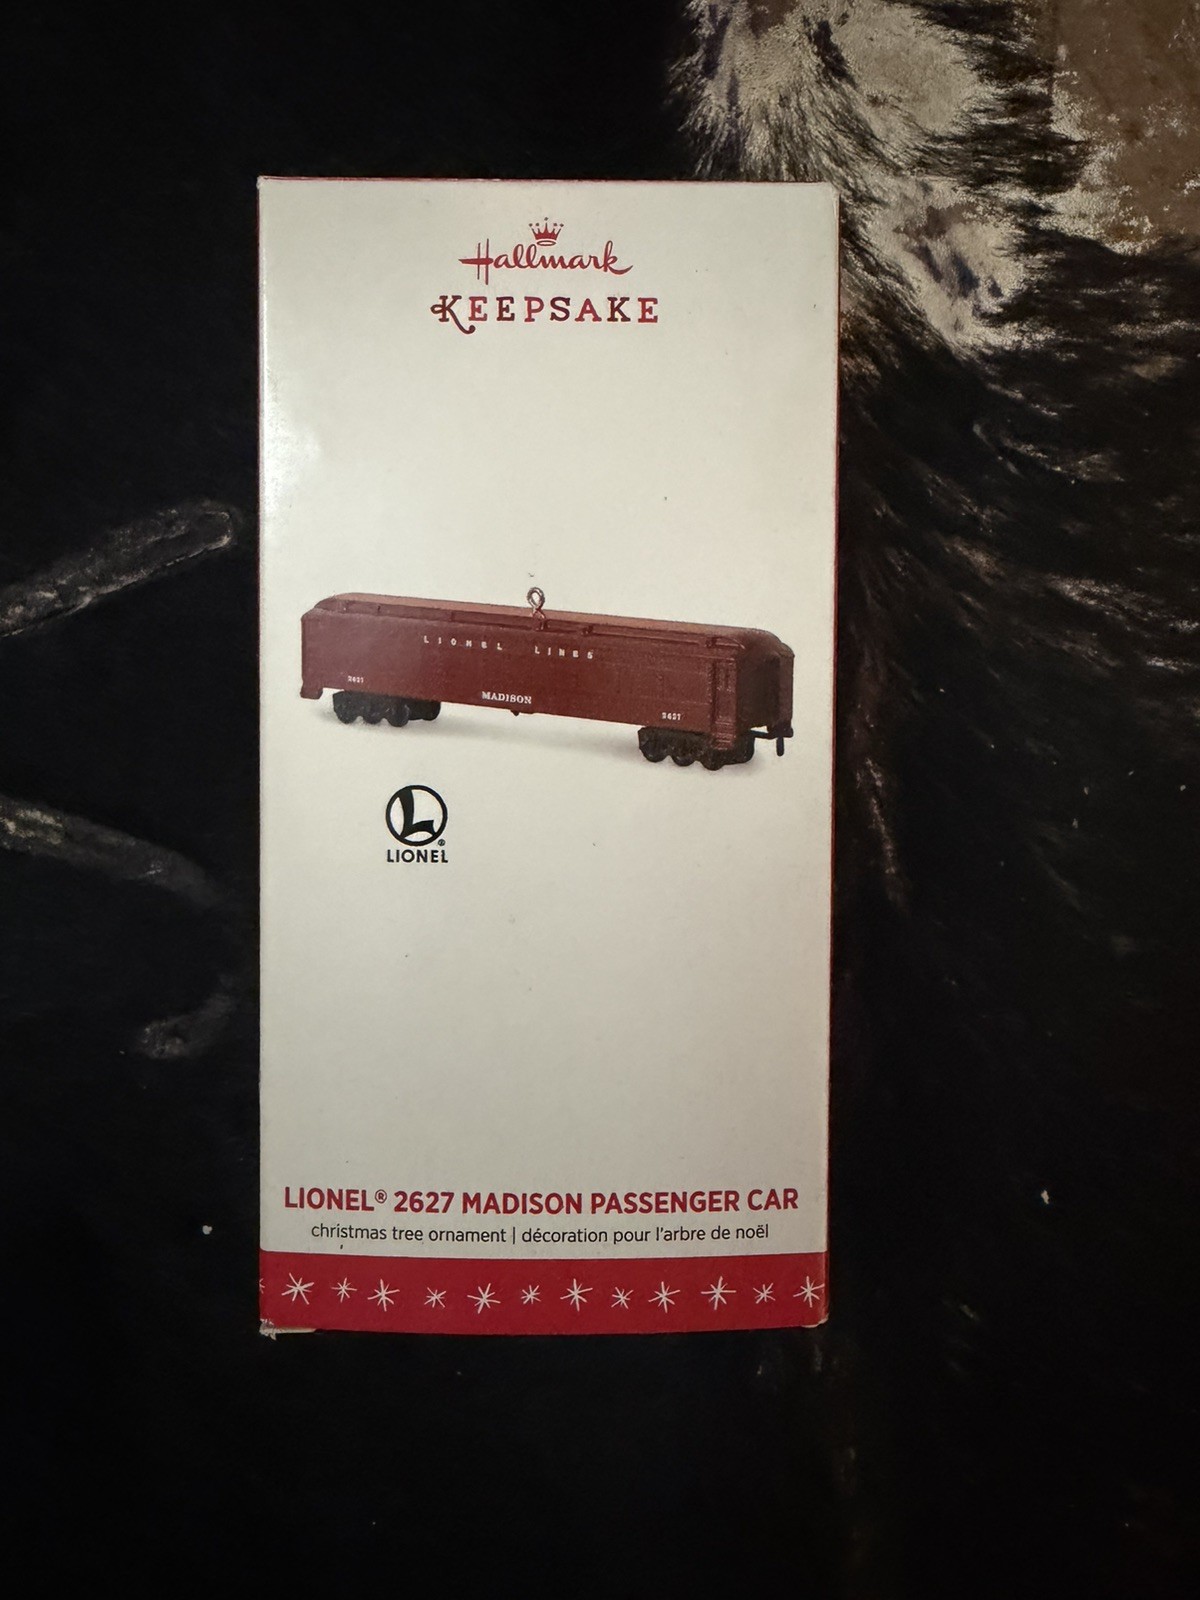 Hallmark
KEEPSAKE
LIONEL LINES
2627
MADISON
2627
L®
LIONEL
LIONEL® 2627 MADISON PASSENGER CAR
christmas tree ornament | décoration pour l'arbre de noël